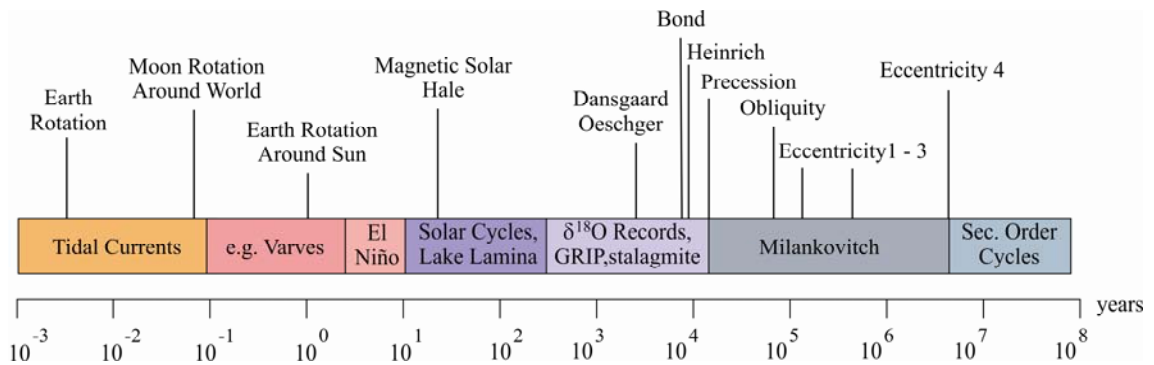 Bond
Heinrich
Moon Rotation
Around World
Magnetic Solar
Hale
Precession
Eccentricity 4
Earth
Rotation
Dansgaard
Oeschger
Obliquity
Earth Rotation
Around Sun
Eccentricity1 - 3
Tidal Currents
e.g. Varves
El
Niño
Solar Cycles,
Lake Lamina
δ¹⁸O Records,
GRIP,stalagmite
Milankovitch
Sec. Order
Cycles
years
10⁻³
10⁻²
10⁻¹
10⁰
10¹
10²
10³
10⁴
10⁵
10⁶
10⁷
10⁸